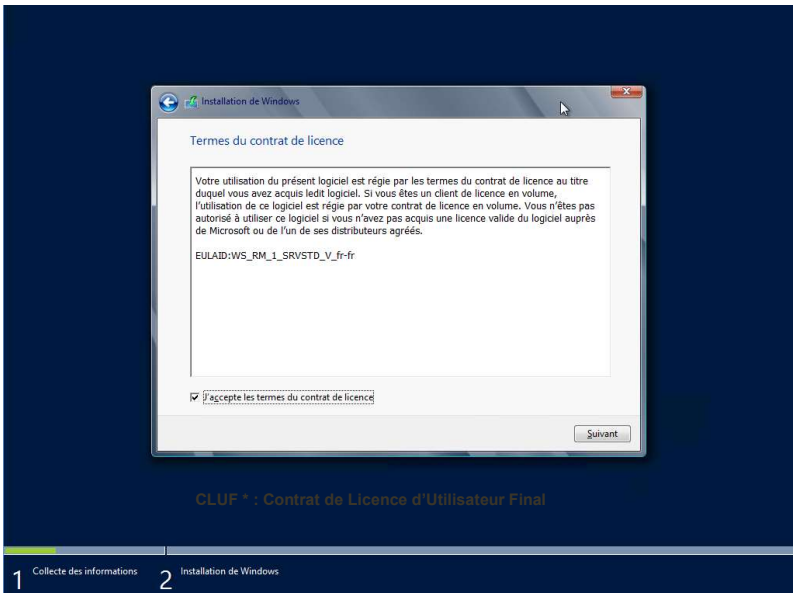 Installation de Windows
Termes du contrat de licence
Votre utilisation du présent logiciel est régie par les termes du contrat de licence au titre
duquel vous avez acquis ledit logiciel. Si vous êtes un client de licence en volume,
l'utilisation de ce logiciel est régie par votre contrat de licence en volume. Vous n'êtes pas
autorisé à utiliser ce logiciel si vous n'avez pas acquis une licence valide du logiciel auprès
de Microsoft ou de l'un de ses distributeurs agréés.
EULAID:WS_RM_1_SRVSTD_V_fr-fr
J'accepte les termes du contrat de licence
Suivant
CLUF * : Contrat de Licence d'Utilisateur Final
1 Collecte des informations 2 Installation de Windows